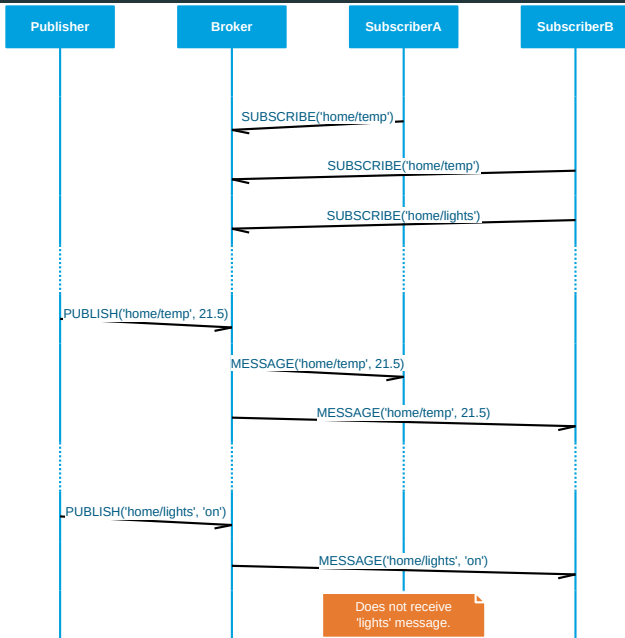 Publisher
Broker
SubscriberA
SubscriberB
SUBSCRIBE('home/temp')
SUBSCRIBE('home/temp')
SUBSCRIBE('home/lights')
PUBLISH('home/temp', 21.5)
MESSAGE('home/temp', 21.5)
MESSAGE('home/temp', 21.5)
PUBLISH('home/lights', 'on')
MESSAGE('home/lights', 'on')
Does not receive
'lights' message.